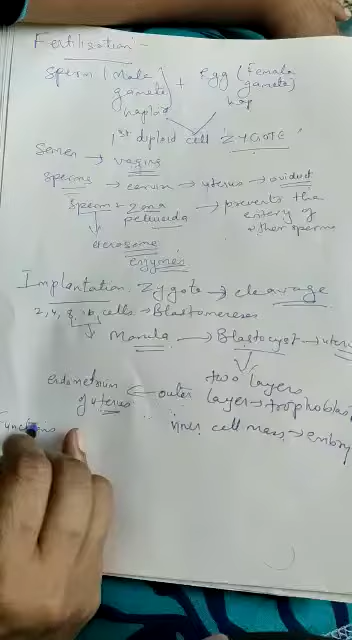 Fertilisation -
Sperm (Male gamete) + Egg (female gamete)
haploid hap
1st diploid cell 'ZYGOTE'
Semen → vagina
Sperms → cervix → uterus → oviduct
Sperm + Zona pellucida → prevents the entry of other sperms
acrosome
enzymes
Implantation: Zygote → cleavage
2, 4, 8, 16, cells → Blastomeres
Morula → Blastocyst → uterus
two layers
endometrium of uterus ← outer layer → trophoblas
inner cell mass → embry
Functions